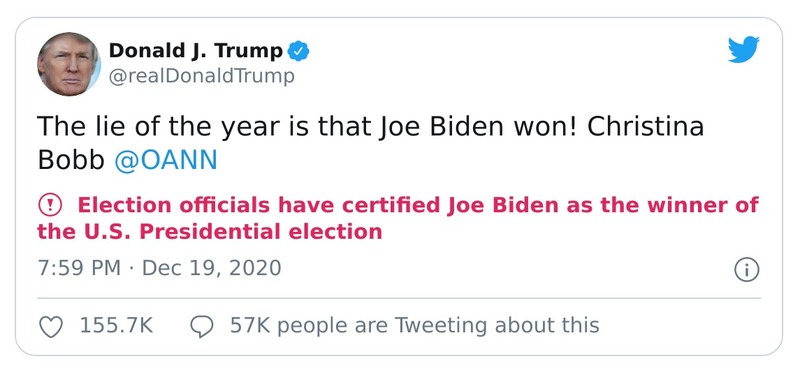 Donald J. Trump
@realDonaldTrump
The lie of the year is that Joe Biden won! Christina
Bobb @OANN
Election officials have certified Joe Biden as the winner of
the U.S. Presidential election
7:59 PM · Dec 19, 2020
155.7K 57K people are Tweeting about this